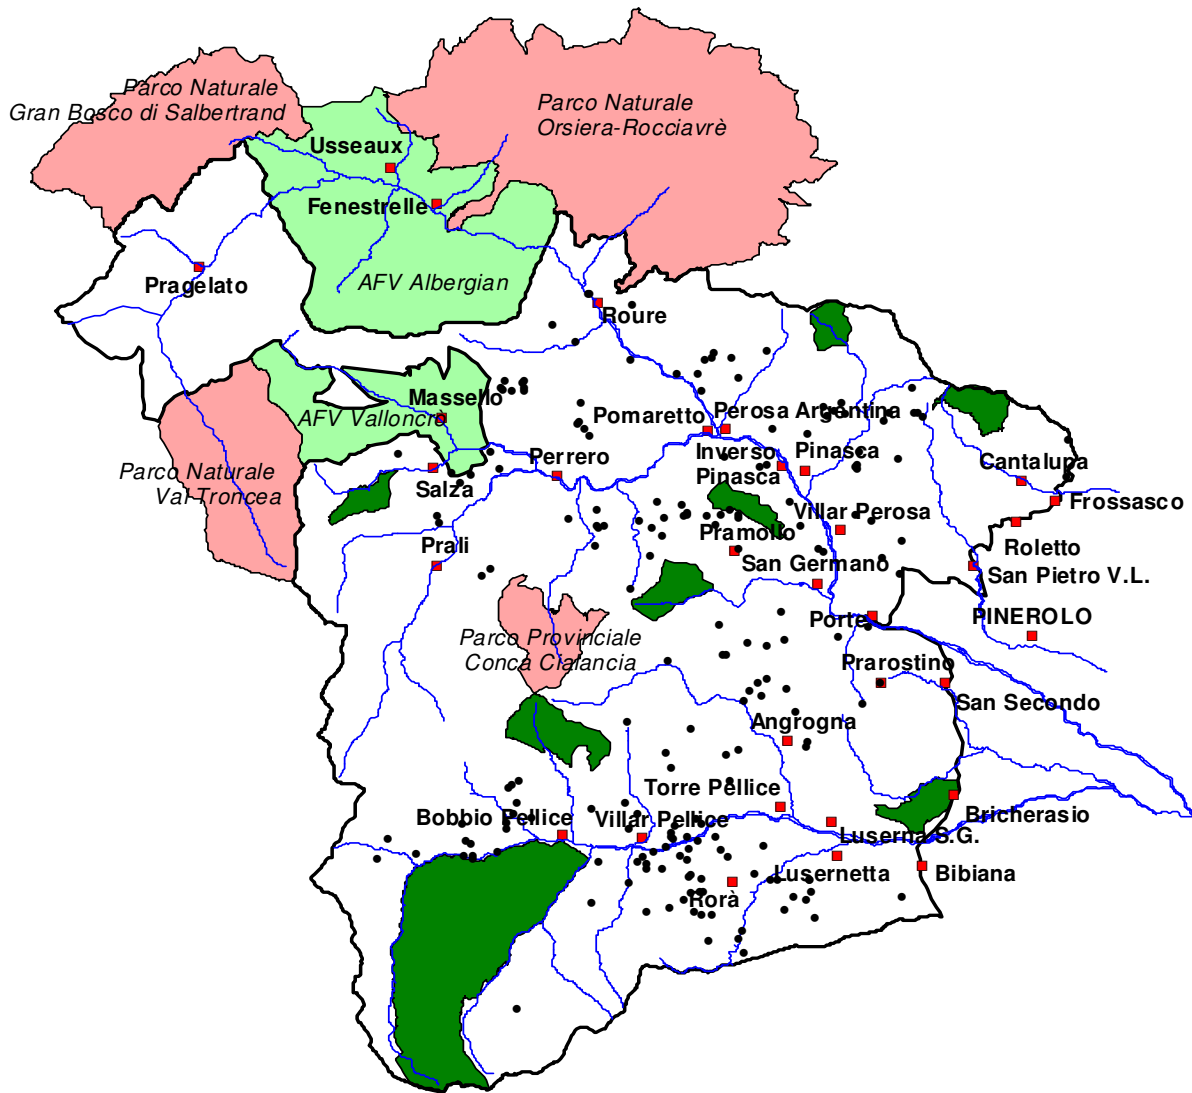 Parco Naturale
Gran Bosco di Salbertrand
Parco Naturale
Orsiera-Rocciavrè
Usseaux
Fenestrelle
Pragelato
AFV Albergian
Roure
Massello
AFV Valloncrò
Pomaretto
Perosa Argentina
Parco Naturale
Val Troncea
Salza
Perrero
Inverso
Pinasca
Pinasca
Cantalupa
Frossasco
Villar Perosa
Pramollo
Roletto
Prali
San Germano
San Pietro V.L.
Porte
PINEROLO
Parco Provinciale
Conca Cialancia
Prarostino
San Secondo
Angrogna
Torre Pellice
Bobbio Pellice
Villar Pellice
Bricherasio
Luserna S.G.
Lusernetta
Bibiana
Rorà